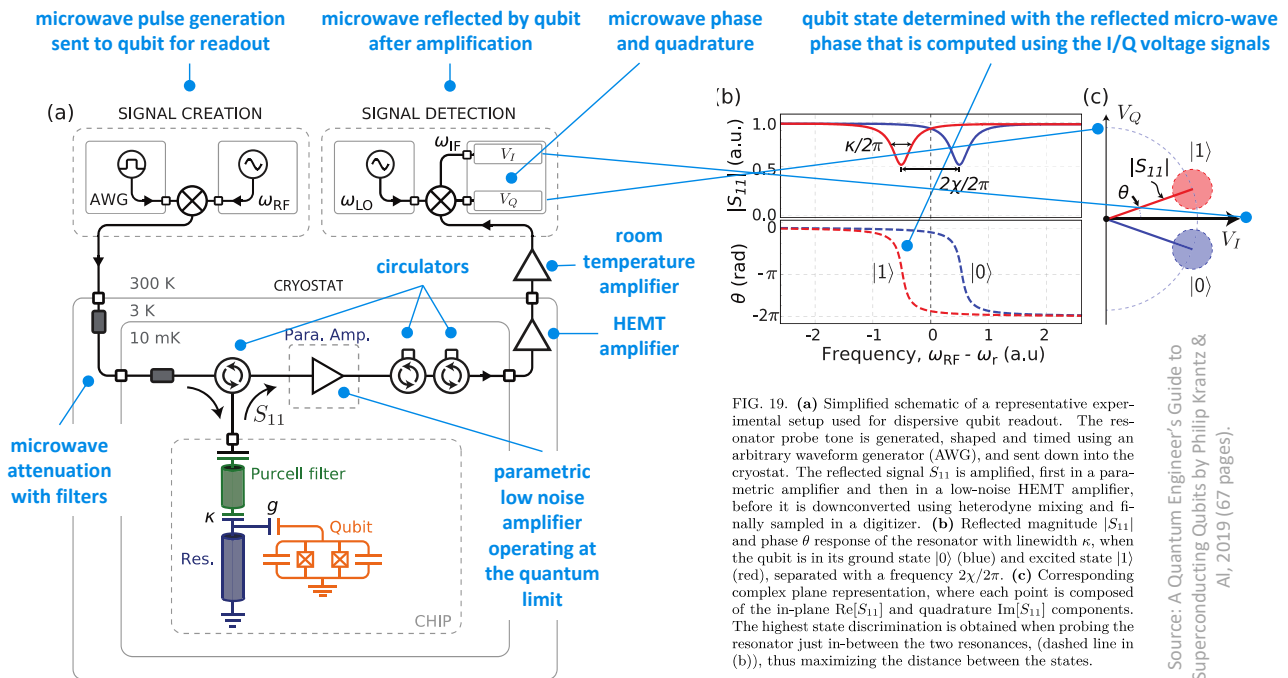 microwave pulse generation
sent to qubit for readout
microwave reflected by qubit
after amplification
microwave phase
and quadrature
qubit state determined with the reflected micro-wave
phase that is computed using the I/Q voltage signals
(a)
SIGNAL CREATION
AWG
ω_RF
SIGNAL DETECTION
ω_IF
ω_LO
V_I
V_Q
300 K
3 K
10 mK
CRYOSTAT
circulators
room
temperature
amplifier
HEMT
amplifier
Para. Amp.
S₁₁
microwave
attenuation
with filters
Purcell filter
κ
g
Qubit
Res.
CHIP
parametric
low noise
amplifier
operating at
the quantum
limit
(b)
|S₁₁| (a.u.)
1.0
0.5
0.0
κ/2π
2χ/2π
θ (rad)
0
-π
-2π
|1⟩
|0⟩
-2
-1
0
1
2
Frequency, ω_RF - ω_r (a.u)
(c)
V_Q
|1⟩
|S₁₁|
θ
V_I
|0⟩
FIG. 19. (a) Simplified schematic of a representative exper-
imental setup used for dispersive qubit readout. The res-
onator probe tone is generated, shaped and timed using an
arbitrary waveform generator (AWG), and sent down into the
cryostat. The reflected signal S₁₁ is amplified, first in a para-
metric amplifier and then in a low-noise HEMT amplifier,
before it is downconverted using heterodyne mixing and fi-
nally sampled in a digitizer. (b) Reflected magnitude |S₁₁|
and phase θ response of the resonator with linewidth κ, when
the qubit is in its ground state |0⟩ (blue) and excited state |1⟩
(red), separated with a frequency 2χ/2π. (c) Corresponding
complex plane representation, where each point is composed
of the in-plane Re[S₁₁] and quadrature Im[S₁₁] components.
The highest state discrimination is obtained when probing the
resonator just in-between the two resonances, (dashed line in
(b)), thus maximizing the distance between the states.
Source: A Quantum Engineer's Guide to
Superconducting Qubits by Philip Krantz &
Al, 2019 (67 pages).